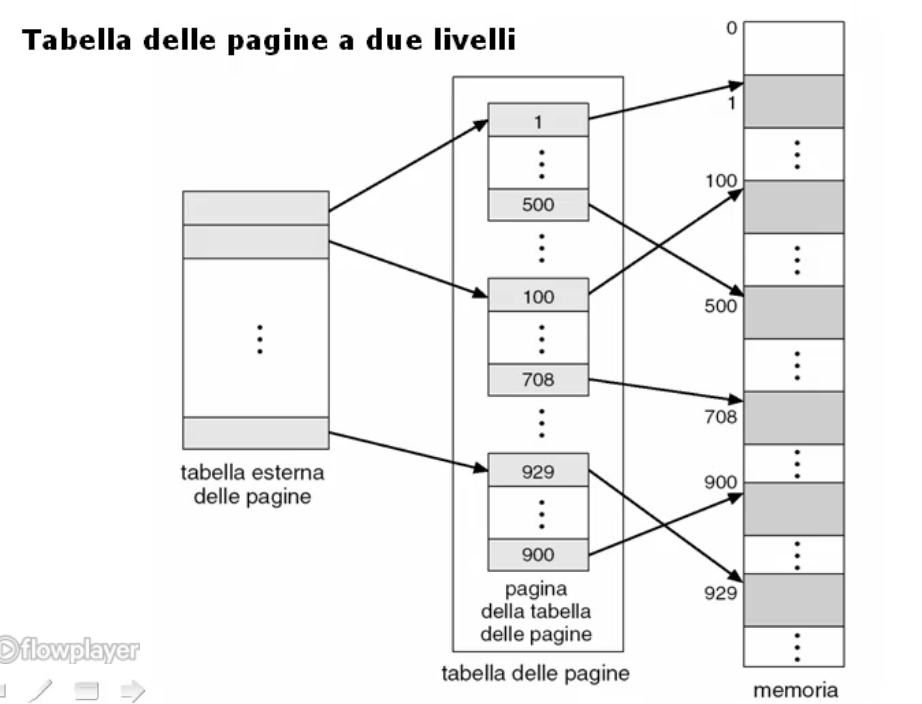 Tabella delle pagine a due livelli
tabella esterna
delle pagine
1
500
100
708
929
900
pagina
della tabella
delle pagine
tabella delle pagine
0
1
100
500
708
900
929
memoria
flowplayer